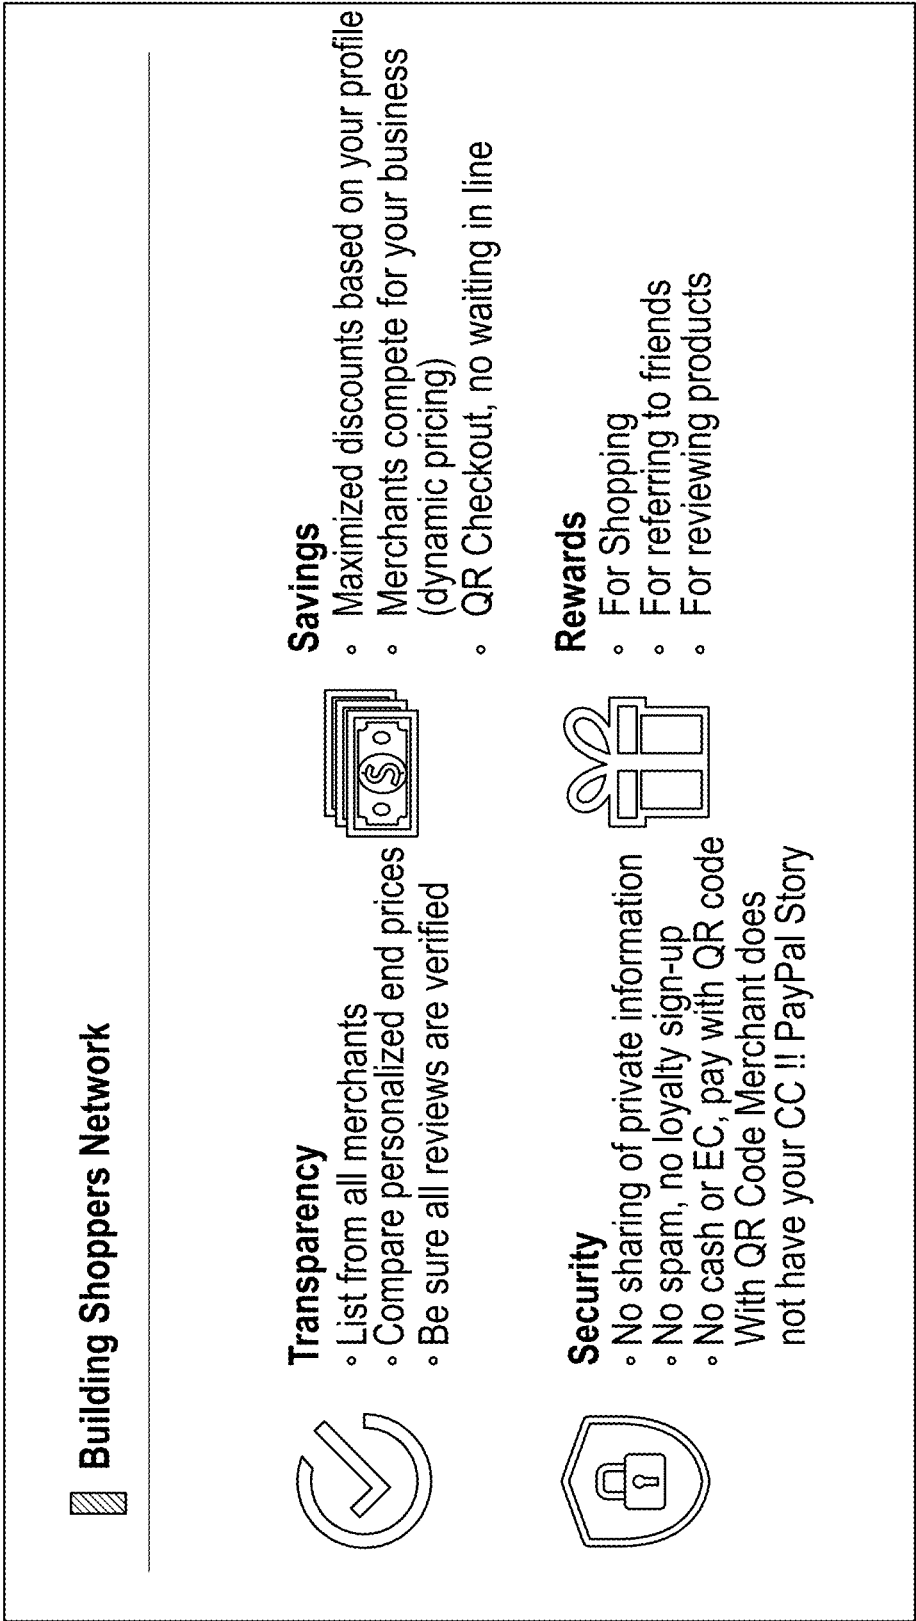 Building Shoppers Network
Transparency
◦ List from all merchants
◦ Compare personalized end prices
◦ Be sure all reviews are verified
Savings
◦ Maximized discounts based on your profile
◦ Merchants compete for your business
(dynamic pricing)
◦ QR Checkout, no waiting in line
Security
◦ No sharing of private information
◦ No spam, no loyalty sign-up
◦ No cash or EC, pay with QR code
With QR Code Merchant does
not have your CC !! PayPal Story
Rewards
◦ For Shopping
◦ For referring to friends
◦ For reviewing products